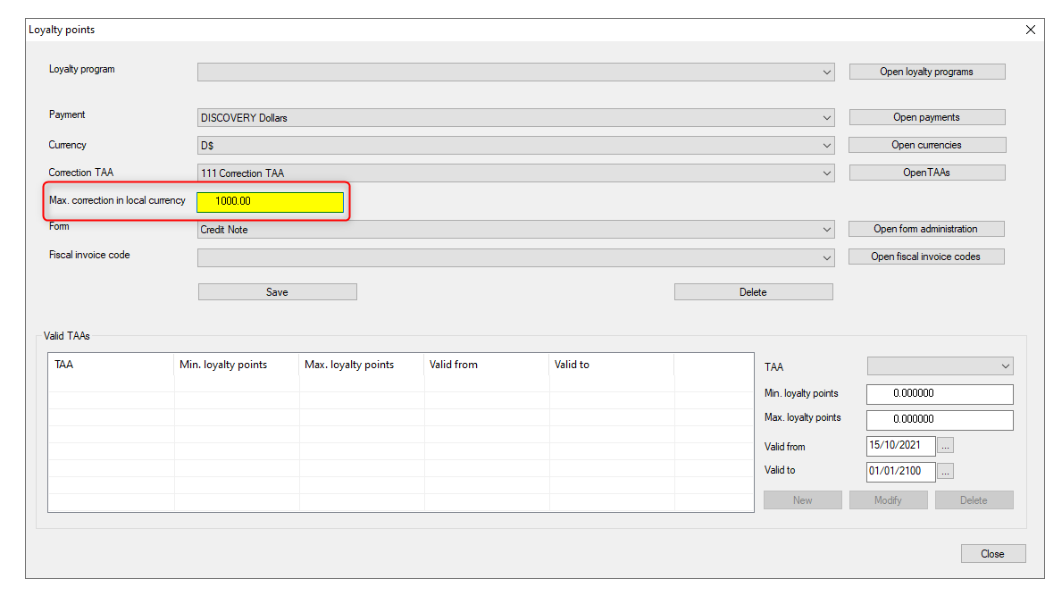 Loyalty points
Loyalty program
Open loyalty programs
Payment DISCOVERY Dollars Open payments
Currency D$ Open currencies
Correction TAA 111 Correction TAA OpenTAAs
Max. correction in local currency 1000.00
Form Credit Note Open form administration
Fiscal invoice code Open fiscal invoice codes
Save Delete
Valid TAAs
TAA Min. loyalty points Max. loyalty points Valid from Valid to
TAA
Min. loyalty points 0.000000
Max. loyalty points 0.000000
Valid from 15/10/2021 ...
Valid to 01/01/2100 ...
New Modify Delete
Close